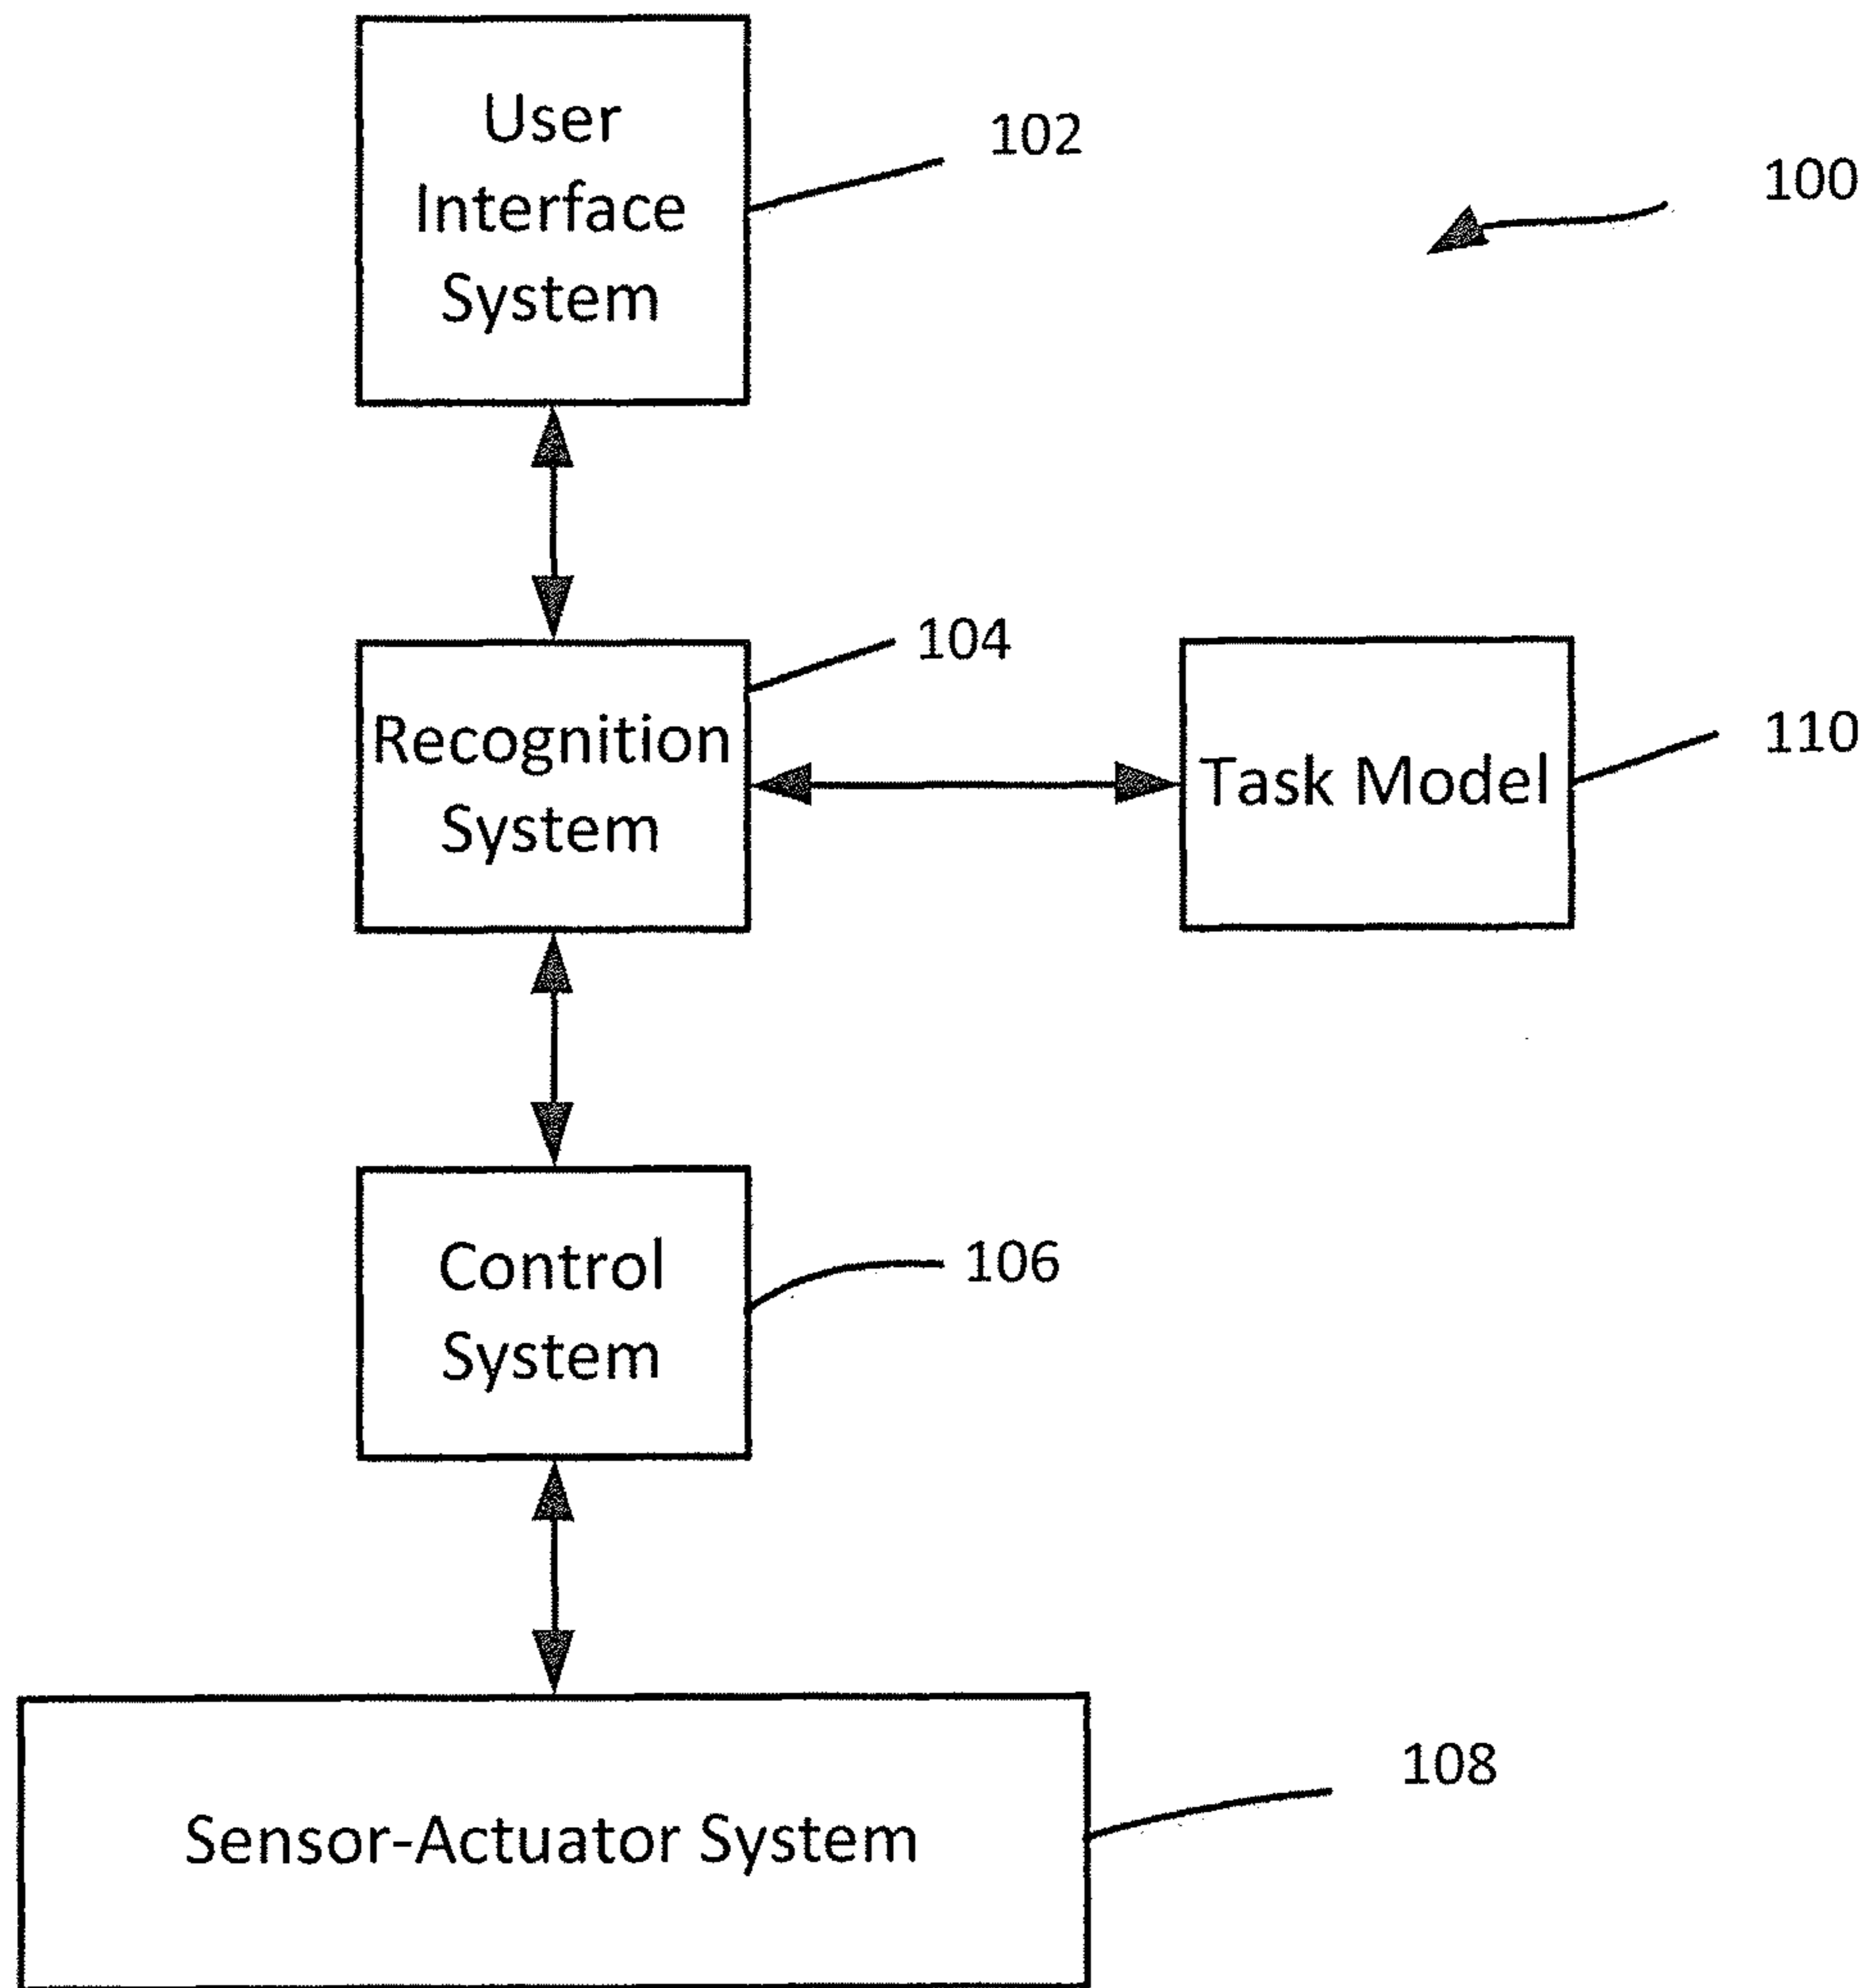 User
Interface
System
102
100
104
Recognition
System
Task Model
110
Control
System
106
Sensor-Actuator System
108